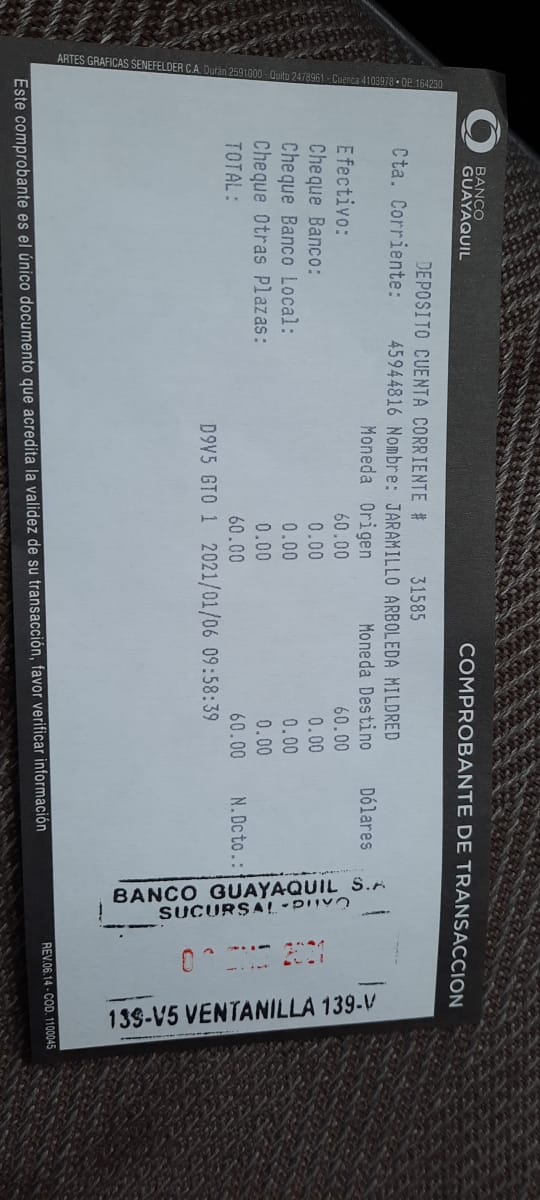 BANCO
GUAYAQUIL
COMPROBANTE DE TRANSACCION
DEPOSITO CUENTA CORRIENTE # 31585
Cta. Corriente: 45944816 Nombre: JARAMILLO ARBOLEDA MILDRED
Moneda Origen Moneda Destino Dólares
Efectivo: 60.00 60.00
Cheque Banco: 0.00 0.00
Cheque Banco Local: 0.00 0.00
Cheque Otras Plazas: 0.00 0.00
TOTAL: 60.00 60.00 N.Dcto.:
D9V5 GTO 1 2021/01/06 09:58:39
BANCO GUAYAQUIL S.A
SUCURSAL-PUYO
2021
139-V5 VENTANILLA 139-V
ARTES GRAFICAS SENEFELDER C.A. Durán 2591000 - Quito 2478961 - Cuenca 4103978 • OP. 164230
Este comprobante es el único documento que acredita la validez de su transacción, favor verificar información
REV.06.14 - COD. 1100045